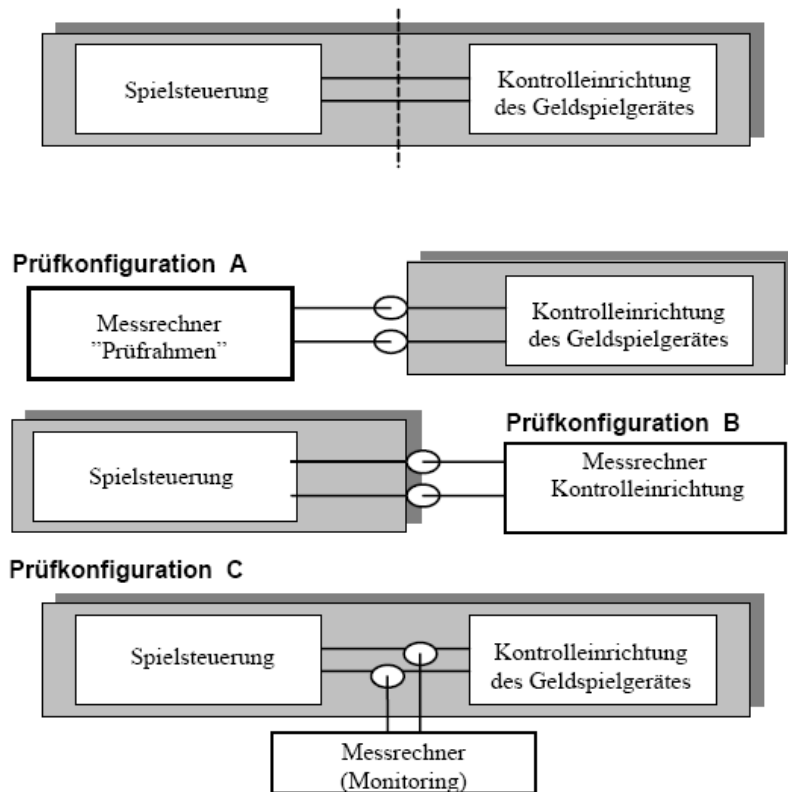 Spielsteuerung
Kontrolleinrichtung
des Geldspielgerätes
Prüfkonfiguration A
Messrechner
”Prüfrahmen”
Kontrolleinrichtung
des Geldspielgerätes
Prüfkonfiguration B
Spielsteuerung
Messrechner
Kontrolleinrichtung
Prüfkonfiguration C
Spielsteuerung
Kontrolleinrichtung
des Geldspielgerätes
Messrechner
(Monitoring)